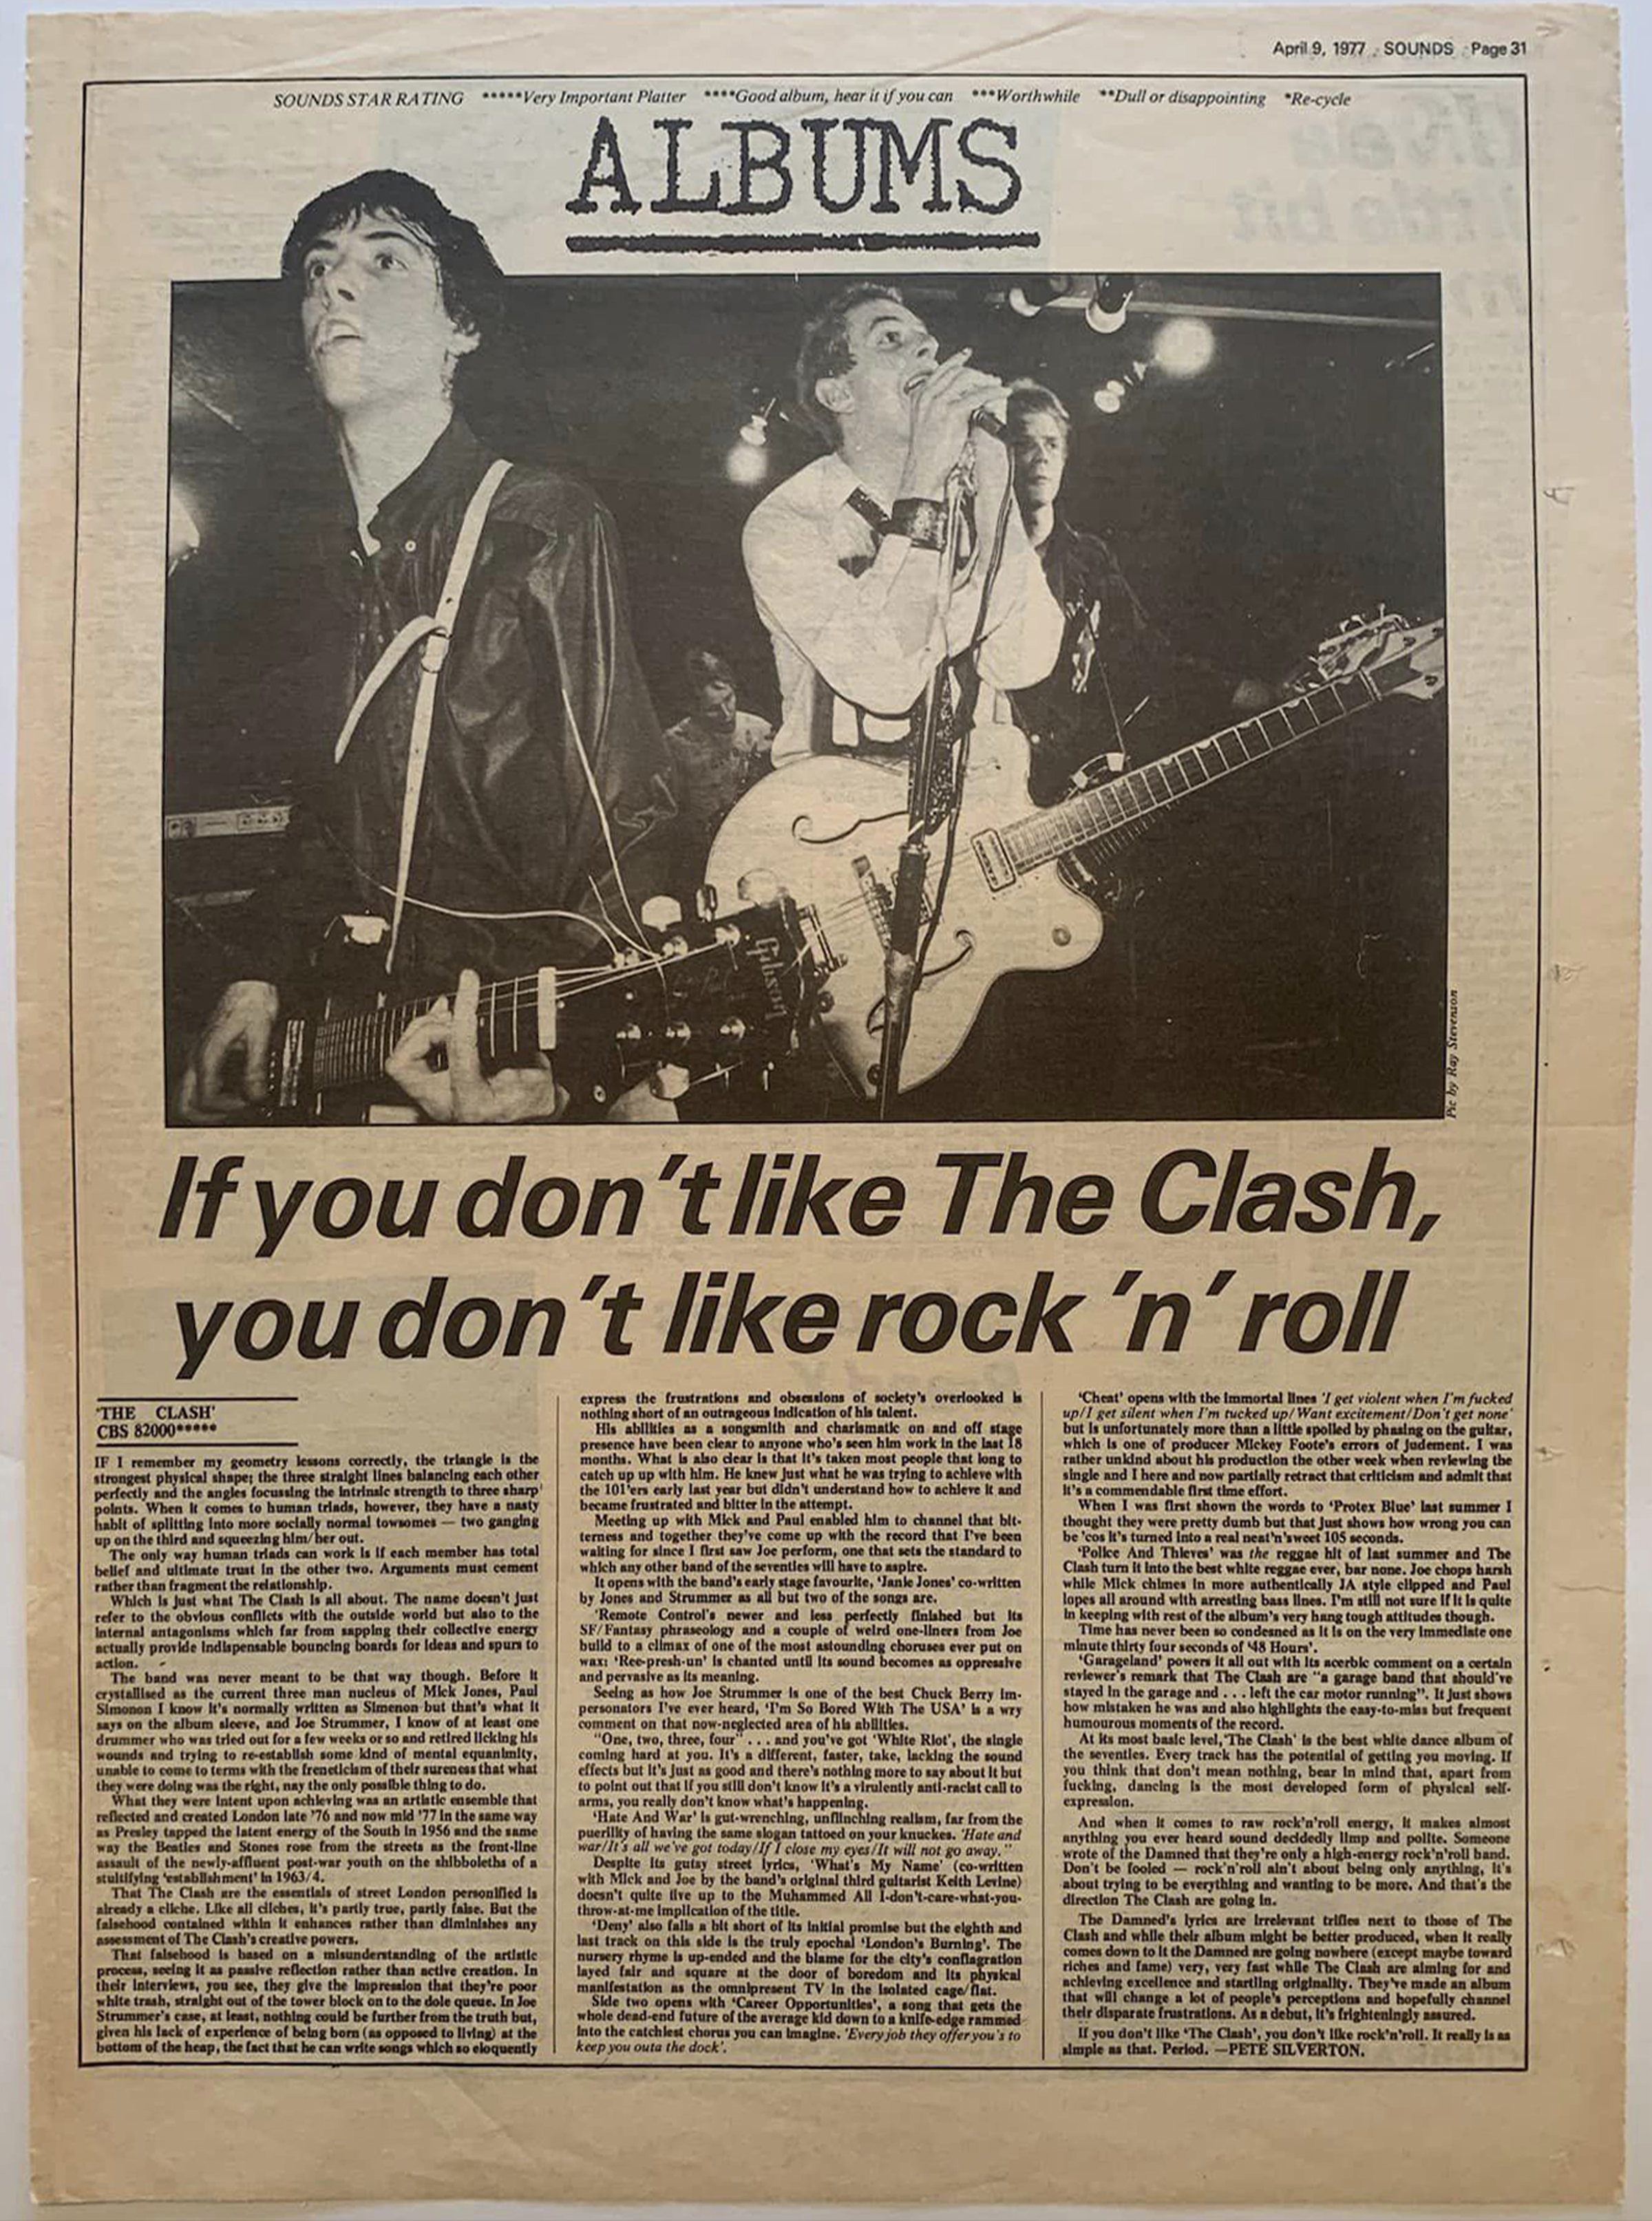 April 9, 1977 SOUNDS Page 31
SOUNDS STAR RATING *****Very Important Platter ****Good album, hear it if you can ***Worthwhile **Dull or disappointing *Re-cycle
ALBUMS
Gibson
Pic by Ray Stevenson
If you don't like The Clash,
you don't like rock 'n' roll
'THE CLASH'
CBS 82000*****
IF I remember my geometry lessons correctly, the triangle is the
strongest physical shape; the three straight lines balancing each other
perfectly and the angles focussing the intrinsic strength to three sharp
points. When it comes to human triads, however, they have a nasty
habit of splitting into more socially normal towsomes — two ganging
up on the third and squeezing him/her out.
The only way human triads can work is if each member has total
belief and ultimate trust in the other two. Arguments must cement
rather than fragment the relationship.
Which is just what The Clash is all about. The name doesn't just
refer to the obvious conflicts with the outside world but also to the
internal antagonisms which far from sapping their collective energy
actually provide indispensable bouncing boards for ideas and spurs to
action.
The band was never meant to be that way though. Before it
crystallised as the current three man nucleus of Mick Jones, Paul
Simonon I know it's normally written as Simenon but that's what it
says on the album sleeve, and Joe Strummer, I know of at least one
drummer who was tried out for a few weeks or so and retired licking his
wounds and trying to re-establish some kind of mental equanimity,
unable to come to terms with the freneticism of their sureness that what
they were doing was the right, nay the only possible thing to do.
What they were intent upon achieving was an artistic ensemble that
reflected and created London late '76 and now mid '77 in the same way
as Presley tapped the latent energy of the South in 1956 and the same
way the Beatles and Stones rose from the streets as the front-line
assault of the newly-affluent post-war youth on the shibboleths of a
stultifying 'establishment' in 1963/4.
That The Clash are the essentials of street London personified is
already a cliche. Like all cliches, it's partly true, partly false. But the
falsehood contained within it enhances rather than diminishes any
assessment of The Clash's creative powers.
That falsehood is based on a misunderstanding of the artistic
process, seeing it as passive reflection rather than active creation. In
their interviews, you see, they give the impression that they're poor
white trash, straight out of the tower block on to the dole queue. In Joe
Strummer's case, at least, nothing could be further from the truth but,
given his lack of experience of being born (as opposed to living) at the
bottom of the heap, the fact that he can write songs which so eloquently
express the frustrations and obsessions of society's overlooked is
nothing short of an outrageous indication of his talent.
His abilities as a songsmith and charismatic on and off stage
presence have been clear to anyone who's seen him work in the last 18
months. What is also clear is that it's taken most people that long to
catch up up with him. He knew just what he was trying to achieve with
the 101'ers early last year but didn't understand how to achieve it and
became frustrated and bitter in the attempt.
Meeting up with Mick and Paul enabled him to channel that bit-
terness and together they've come up with the record that I've been
waiting for since I first saw Joe perform, one that sets the standard to
which any other band of the seventies will have to aspire.
It opens with the band's early stage favourite, 'Janie Jones' co-written
by Jones and Strummer as all but two of the songs are.
'Remote Control's newer and less perfectly finished but its
SF/Fantasy phraseology and a couple of weird one-liners from Joe
build to a climax of one of the most astounding choruses ever put on
wax: 'Ree-presh-un' is chanted until its sound becomes as oppressive
and pervasive as its meaning.
Seeing as how Joe Strummer is one of the best Chuck Berry im-
personators I've ever heard, 'I'm So Bored With The USA' is a wry
comment on that now-neglected area of his abilities.
"One, two, three, four" . . . and you've got 'White Riot', the single
coming hard at you. It's a different, faster, take, lacking the sound
effects but it's just as good and there's nothing more to say about it but
to point out that if you still don't know it's a virulently anti-racist call to
arms, you really don't know what's happening.
'Hate And War' is gut-wrenching, unflinching realism, far from the
puerility of having the same slogan tattoed on your knuckes. 'Hate and
war/It's all we've got today/If I close my eyes/It will not go away."
Despite its gutsy street lyrics, 'What's My Name' (co-written
with Mick and Joe by the band's original third guitarist Keith Levine)
doesn't quite live up to the Muhammed Ali I-don't-care-what-you-
throw-at-me implication of the title.
'Deny' also falls a bit short of its initial promise but the eighth and
last track on this side is the truly epochal 'London's Burning'. The
nursery rhyme is up-ended and the blame for the city's conflagration
layed fair and square at the door of boredom and its physical
manifestation as the omnipresent TV in the isolated cage/flat.
Side two opens with 'Career Opportunities', a song that gets the
whole dead-end future of the average kid down to a knife-edge rammed
into the catchiest chorus you can imagine. 'Every job they offer you's to
keep you outa the dock'.
'Cheat' opens with the immortal lines 'I get violent when I'm fucked
up/I get silent when I'm tucked up/Want excitement/Don't get none'
but is unfortunately more than a little spoiled by phasing on the guitar,
which is one of producer Mickey Foote's errors of judement. I was
rather unkind about his production the other week when reviewing the
single and I here and now partially retract that criticism and admit that
it's a commendable first time effort.
When I was first shown the words to 'Protex Blue' last summer I
thought they were pretty dumb but that just shows how wrong you can
be 'cos it's turned into a real neat'n'sweet 105 seconds.
'Police And Thieves' was the reggae hit of last summer and The
Clash turn it into the best white reggae ever, bar none. Joe chops harsh
while Mick chimes in more authentically JA style clipped and Paul
lopes all around with arresting bass lines. I'm still not sure if it is quite
in keeping with rest of the album's very hang tough attitudes though.
Time has never been so condesned as it is on the very immediate one
minute thirty four seconds of '48 Hours'.
'Garageland' powers it all out with its acerbic comment on a certain
reviewer's remark that The Clash are "a garage band that should've
stayed in the garage and . . . left the car motor running". It just shows
how mistaken he was and also highlights the easy-to-miss but frequent
humourous moments of the record.
At its most basic level, 'The Clash' is the best white dance album of
the seventies. Every track has the potential of getting you moving. If
you think that don't mean nothing, bear in mind that, apart from
fucking, dancing is the most developed form of physical self-
expression.
And when it comes to raw rock'n'roll energy, it makes almost
anything you ever heard sound decidedly limp and polite. Someone
wrote of the Damned that they're only a high-energy rock'n'roll band.
Don't be fooled — rock'n'roll ain't about being only anything, it's
about trying to be everything and wanting to be more. And that's the
direction The Clash are going in.
The Damned's lyrics are irrelevant trifles next to those of The
Clash and while their album might be better produced, when it really
comes down to it the Damned are going nowhere (except maybe toward
riches and fame) very, very fast while The Clash are aiming for and
achieving excellence and startling originality. They've made an album
that will change a lot of people's perceptions and hopefully channel
their disparate frustrations. As a debut, it's frighteningly assured.
If you don't like 'The Clash', you don't like rock'n'roll. It really is as
simple as that. Period. —PETE SILVERTON.